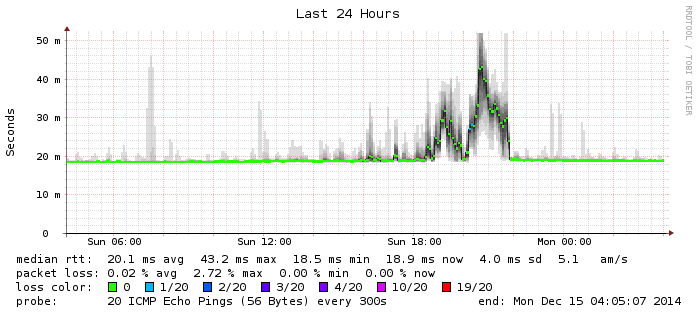 Last 24 Hours
RRDTOOL / TOBI OETIKER
Seconds
50 m
40 m
30 m
20 m
10 m
0
Sun 06:00 Sun 12:00 Sun 18:00 Mon 00:00
median rtt: 20.1 ms avg 43.2 ms max 18.5 ms min 18.9 ms now 4.0 ms sd 5.1 am/s
packet loss: 0.02 % avg 2.72 % max 0.00 % min 0.00 % now
loss color: 0 1/20 2/20 3/20 4/20 10/20 19/20
probe: 20 ICMP Echo Pings (56 Bytes) every 300s end: Mon Dec 15 04:05:07 2014